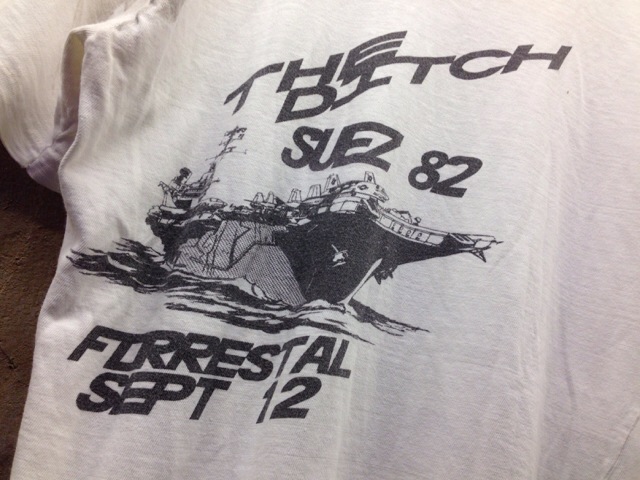 THE
DITCH
SUEZ 82
FORRESTAL
SEPT 12